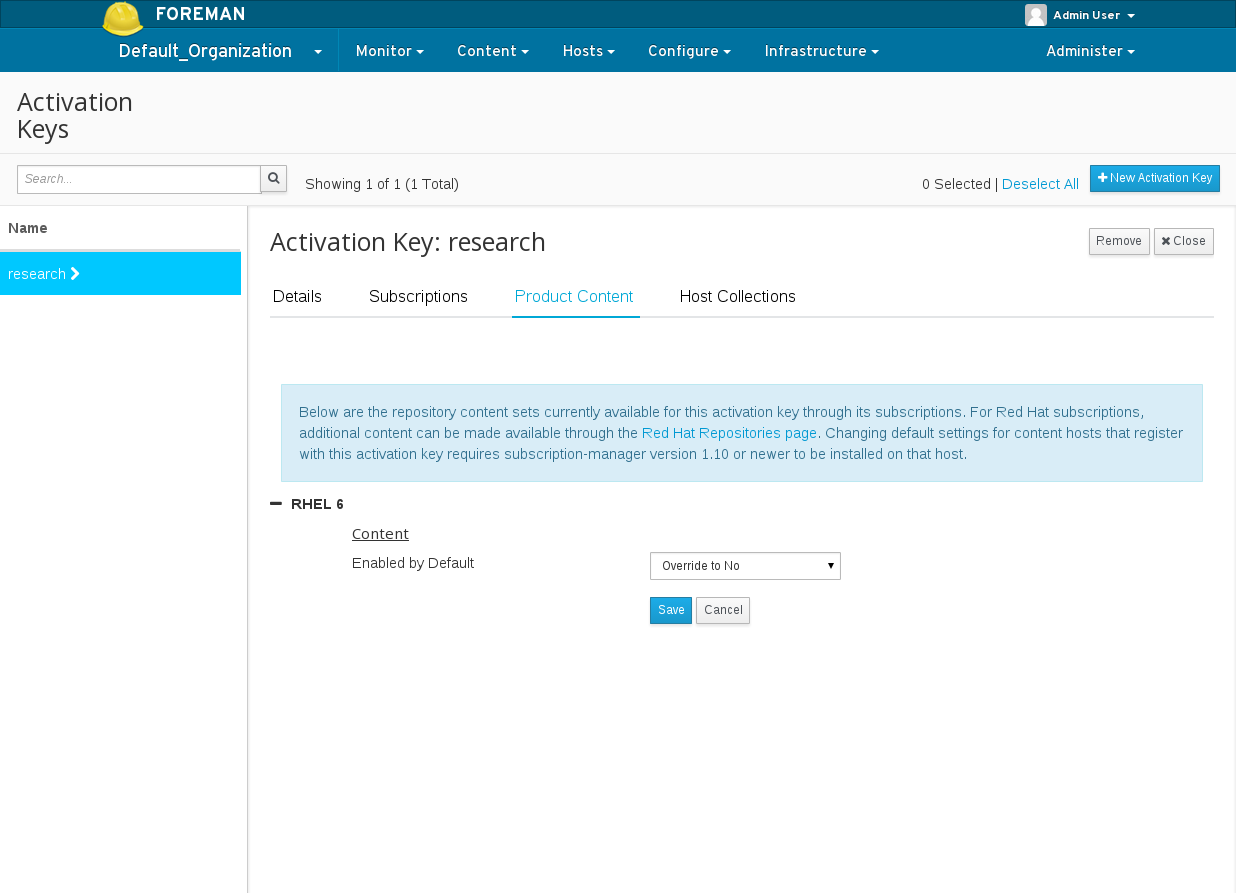 FOREMAN
Admin User
Default_Organization
Monitor
Content
Hosts
Configure
Infrastructure
Administer
Activation
Keys
Search...
Showing 1 of 1 (1 Total)
0 Selected | Deselect All
New Activation Key
Name
research
Activation Key: research
Remove
Close
Details
Subscriptions
Product Content
Host Collections
Below are the repository content sets currently available for this activation key through its subscriptions. For Red Hat subscriptions,
additional content can be made available through the Red Hat Repositories page. Changing default settings for content hosts that register
with this activation key requires subscription-manager version 1.10 or newer to be installed on that host.
RHEL 6
Content
Enabled by Default
Override to No
Save
Cancel